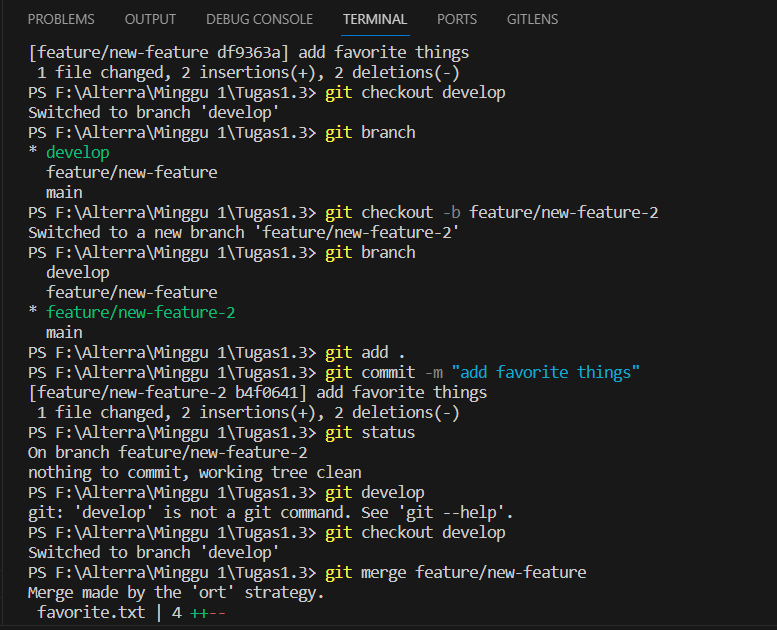 PROBLEMS OUTPUT DEBUG CONSOLE TERMINAL PORTS GITLENS
[feature/new-feature df9363a] add favorite things
 1 file changed, 2 insertions(+), 2 deletions(-)
PS F:\Alterra\Minggu 1\Tugas1.3> git checkout develop
Switched to branch 'develop'
PS F:\Alterra\Minggu 1\Tugas1.3> git branch
* develop
  feature/new-feature
  main
PS F:\Alterra\Minggu 1\Tugas1.3> git checkout -b feature/new-feature-2
Switched to a new branch 'feature/new-feature-2'
PS F:\Alterra\Minggu 1\Tugas1.3> git branch
  develop
  feature/new-feature
* feature/new-feature-2
  main
PS F:\Alterra\Minggu 1\Tugas1.3> git add .
PS F:\Alterra\Minggu 1\Tugas1.3> git commit -m "add favorite things"
[feature/new-feature-2 b4f0641] add favorite things
 1 file changed, 2 insertions(+), 2 deletions(-)
PS F:\Alterra\Minggu 1\Tugas1.3> git status
On branch feature/new-feature-2
nothing to commit, working tree clean
PS F:\Alterra\Minggu 1\Tugas1.3> git develop
git: 'develop' is not a git command. See 'git --help'.
PS F:\Alterra\Minggu 1\Tugas1.3> git checkout develop
Switched to branch 'develop'
PS F:\Alterra\Minggu 1\Tugas1.3> git merge feature/new-feature
Merge made by the 'ort' strategy.
 favorite.txt | 4 ++--